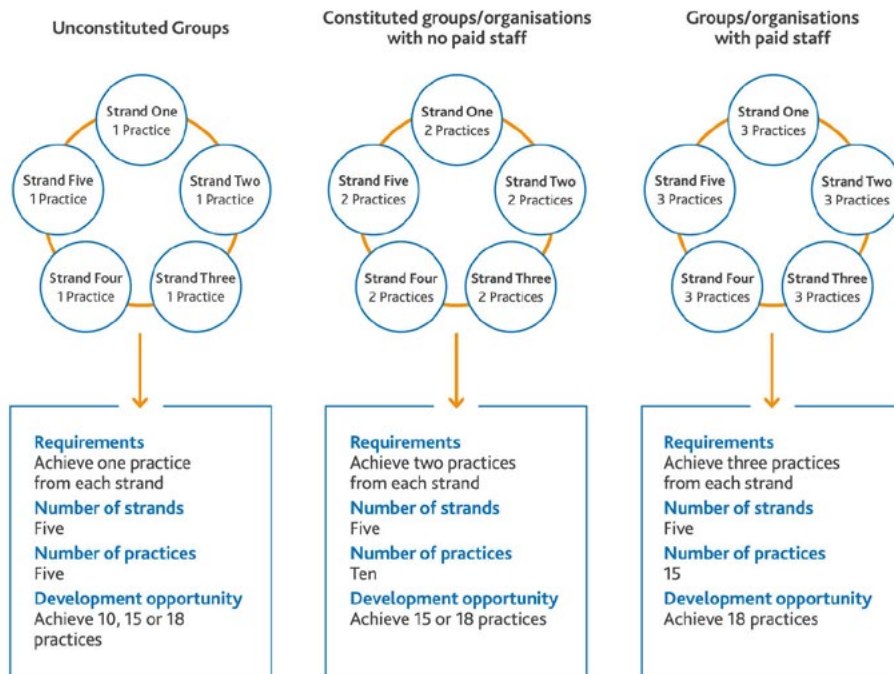 Unconstituted Groups
Strand One
1 Practice
Strand Two
1 Practice
Strand Three
1 Practice
Strand Four
1 Practice
Strand Five
1 Practice
Requirements
Achieve one practice
from each strand
Number of strands
Five
Number of practices
Five
Development opportunity
Achieve 10, 15 or 18
practices
Constituted groups/organisations
with no paid staff
Strand One
2 Practices
Strand Two
2 Practices
Strand Three
2 Practices
Strand Four
2 Practices
Strand Five
2 Practices
Requirements
Achieve two practices
from each strand
Number of strands
Five
Number of practices
Ten
Development opportunity
Achieve 15 or 18 practices
Groups/organisations
with paid staff
Strand One
3 Practices
Strand Two
3 Practices
Strand Three
3 Practices
Strand Four
3 Practices
Strand Five
3 Practices
Requirements
Achieve three practices
from each strand
Number of strands
Five
Number of practices
15
Development opportunity
Achieve 18 practices